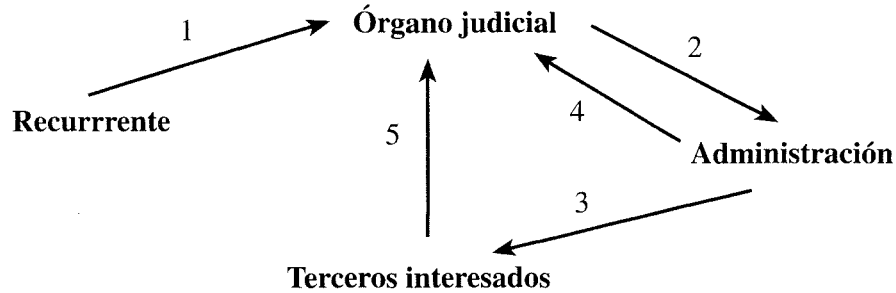 Órgano judicial
1
2
Recurrrente
4
5
Administración
3
Terceros interesados